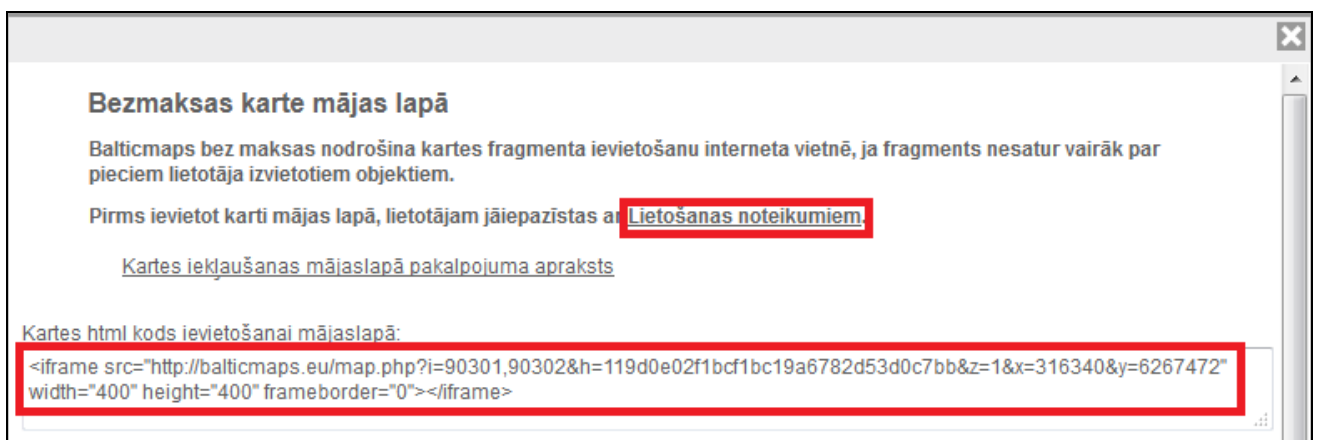 Bezmaksas karte mājas lapā
Balticmaps bez maksas nodrošina kartes fragmenta ievietošanu interneta vietnē, ja fragments nesatur vairāk par
pieciem lietotāja izvietotiem objektiem.
Pirms ievietot karti mājas lapā, lietotājam jāiepazīstas ar Lietošanas noteikumiem.
Kartes iekļaušanas mājaslapā pakalpojuma apraksts
Kartes html kods ievietošanai mājaslapā:
<iframe src="http://balticmaps.eu/map.php?i=90301,90302&h=119d0e02f1bcf1bc19a6782d53d0c7bb&z=1&x=316340&y=6267472"
width="400" height="400" frameborder="0"></iframe>